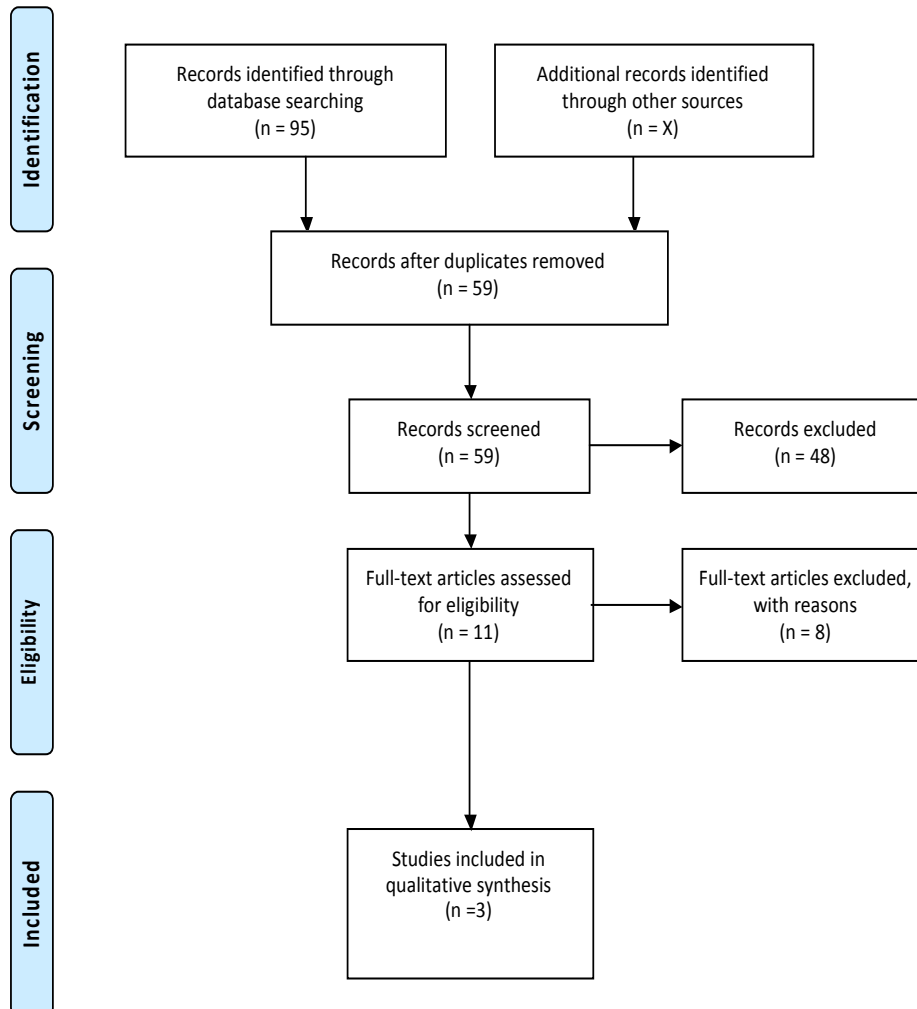 Identification
Records identified through
database searching
(n = 95)
Additional records identified
through other sources
(n = X)
Records after duplicates removed
(n = 59)
Screening
Records screened
(n = 59)
Records excluded
(n = 48)
Eligibility
Full-text articles assessed
for eligibility
(n = 11)
Full-text articles excluded,
with reasons
(n = 8)
Included
Studies included in
qualitative synthesis
(n =3)